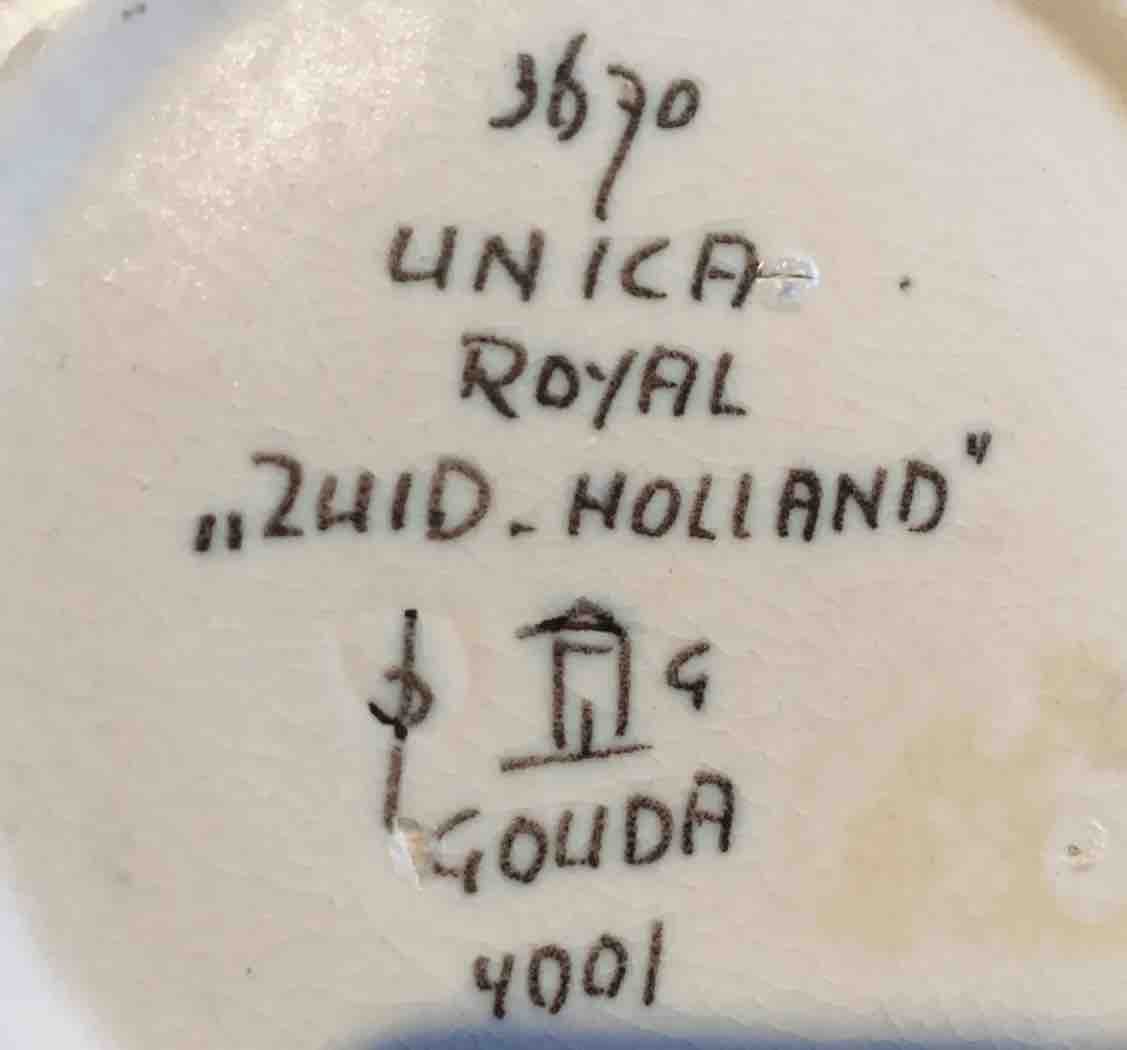 3670
UNICA
ROYAL
„ZUID-HOLLAND"
G
GOUDA
4001